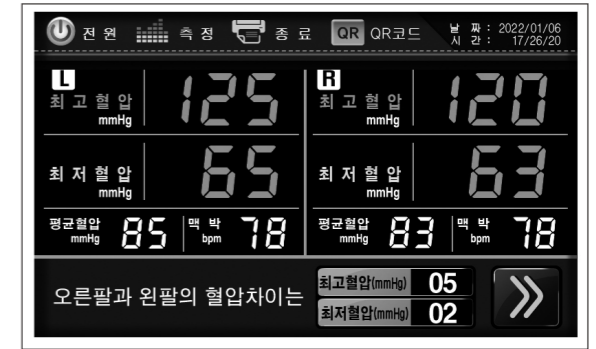 전원 측정 종료 QR QR코드 날짜: 2022/01/06
시간: 17/26/20
L
최고혈압 mmHg 125
R
최고혈압 mmHg 120
최저혈압 mmHg 65
최저혈압 mmHg 63
평균혈압 mmHg 85 맥박 bpm 78
평균혈압 mmHg 83 맥박 bpm 78
오른팔과 왼팔의 혈압차이는
최고혈압(mmHg) 05
최저혈압(mmHg) 02